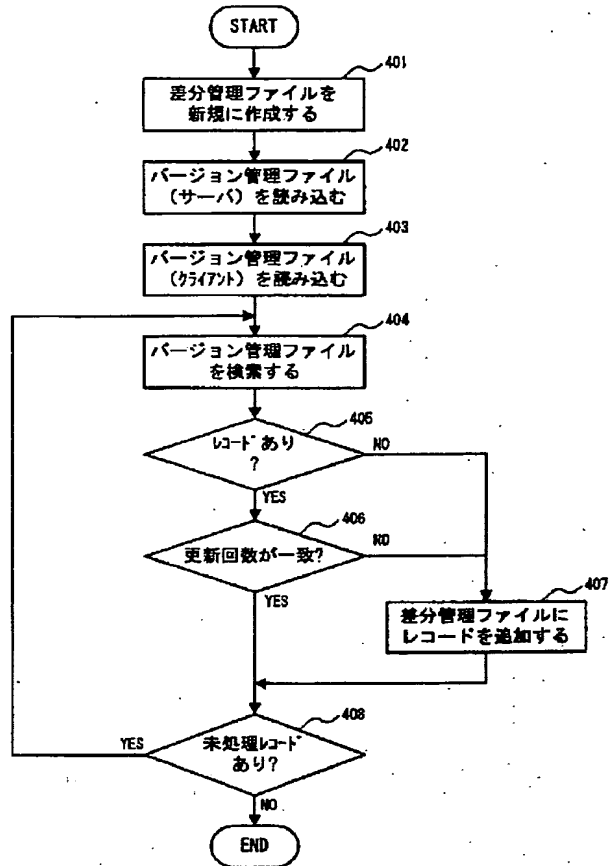 START
401
差分管理ファイルを
新規に作成する
402
バージョン管理ファイル
(サーバ)を読み込む
403
バージョン管理ファイル
(クライアント)を読み込む
404
バージョン管理ファイル
を検索する
405
レコードあり
?
NO
YES
406
更新回数が一致?
NO
YES
407
差分管理ファイルに
レコードを追加する
408
未処理レコード
あり?
YES
NO
END